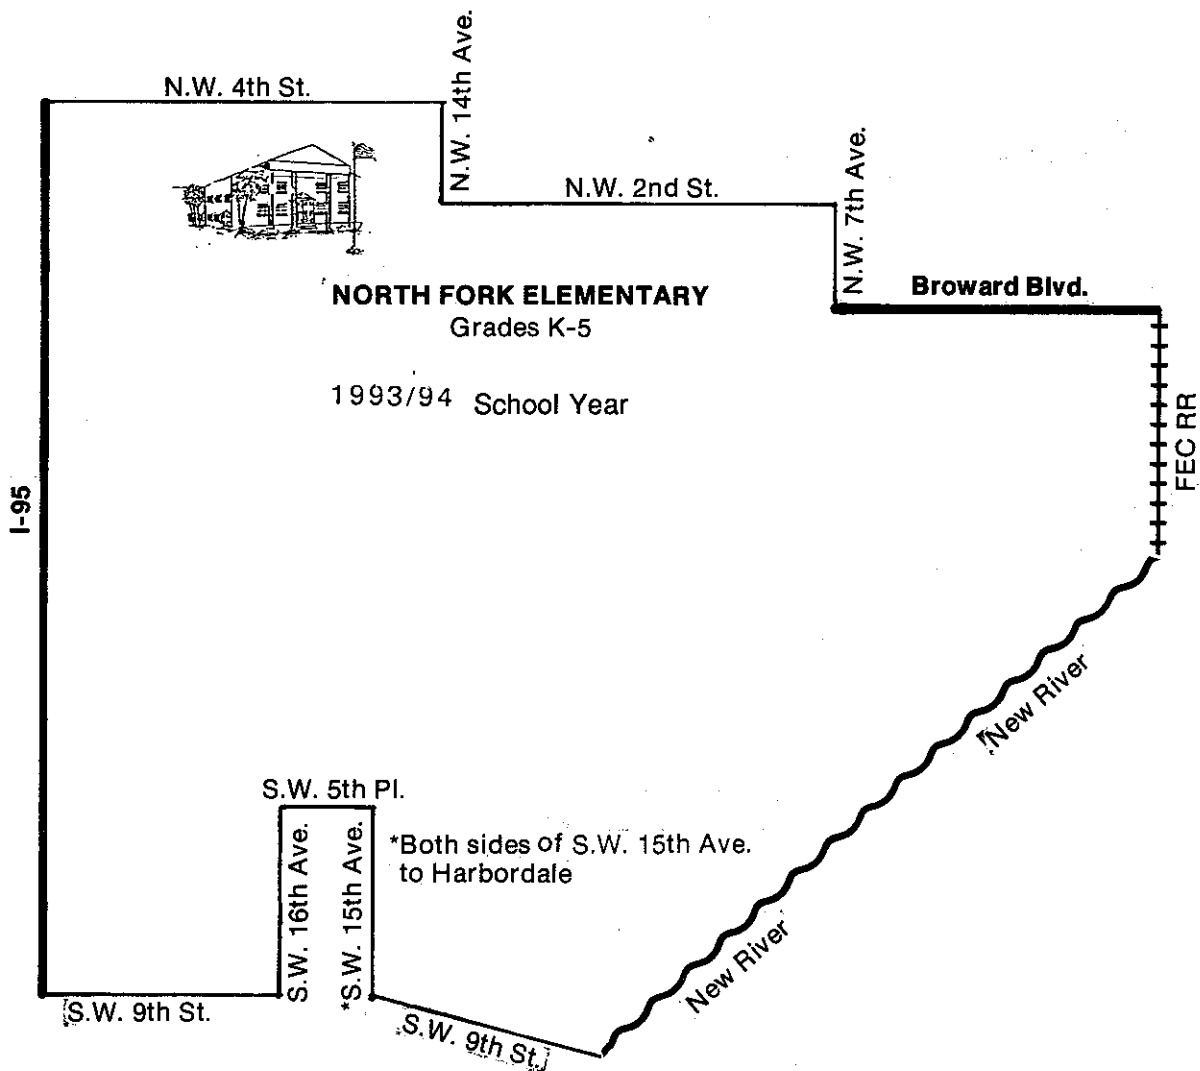 N.W. 4th St.
N.W. 14th Ave.
N.W. 2nd St.
N.W. 7th Ave.
Broward Blvd.
NORTH FORK ELEMENTARY
Grades K-5
1993/94 School Year
FEC RR
I-95
New River
S.W. 5th Pl.
*Both sides of S.W. 15th Ave.
to Harbordale
S.W. 16th Ave.
*S.W. 15th Ave.
New River
S.W. 9th St.
S.W. 9th St.